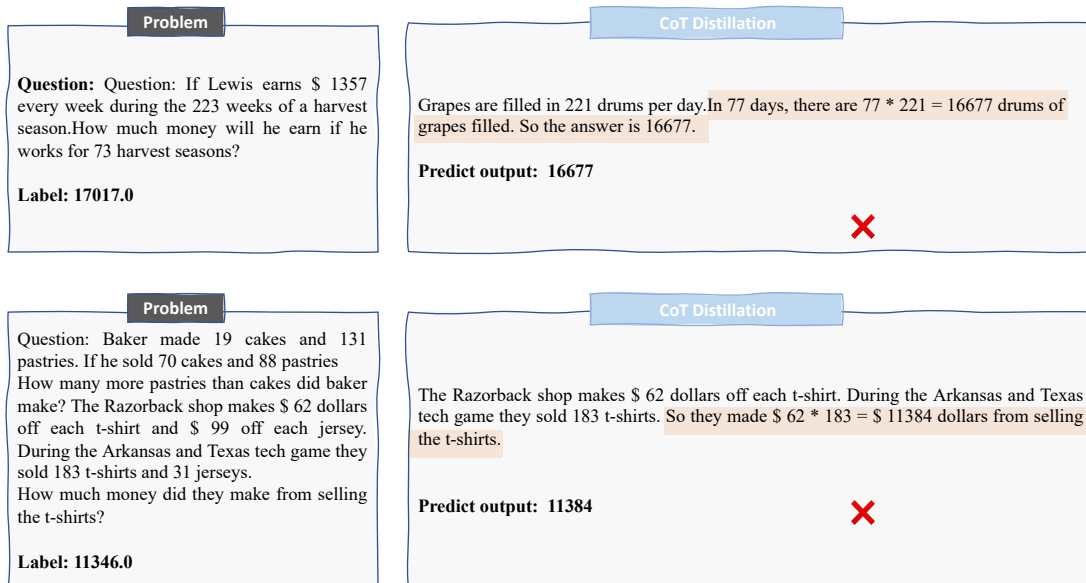 Problem
Question: Question: If Lewis earns $ 1357
every week during the 223 weeks of a harvest
season.How much money will he earn if he
works for 73 harvest seasons?
Label: 17017.0
CoT Distillation
Grapes are filled in 221 drums per day.In 77 days, there are 77 * 221 = 16677 drums of
grapes filled. So the answer is 16677.
Predict output: 16677
Problem
Question: Baker made 19 cakes and 131
pastries. If he sold 70 cakes and 88 pastries
How many more pastries than cakes did baker
make? The Razorback shop makes $ 62 dollars
off each t-shirt and $ 99 off each jersey.
During the Arkansas and Texas tech game they
sold 183 t-shirts and 31 jerseys.
How much money did they make from selling
the t-shirts?
Label: 11346.0
CoT Distillation
The Razorback shop makes $ 62 dollars off each t-shirt. During the Arkansas and Texas
tech game they sold 183 t-shirts. So they made $ 62 * 183 = $ 11384 dollars from selling
the t-shirts.
Predict output: 11384